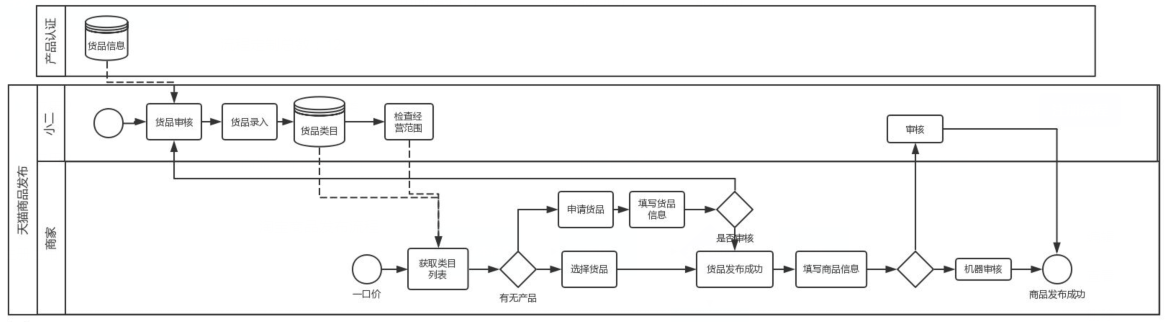 产品认证
货品信息
天猫商品发布
小二
货品审核
货品录入
货品类目
检查经
营范围
审核
商家
申请货品
填写货品
信息
是否审核
一口价
获取类目
列表
有无产品
选择货品
货品发布成功
填写商品信息
机器审核
商品发布成功